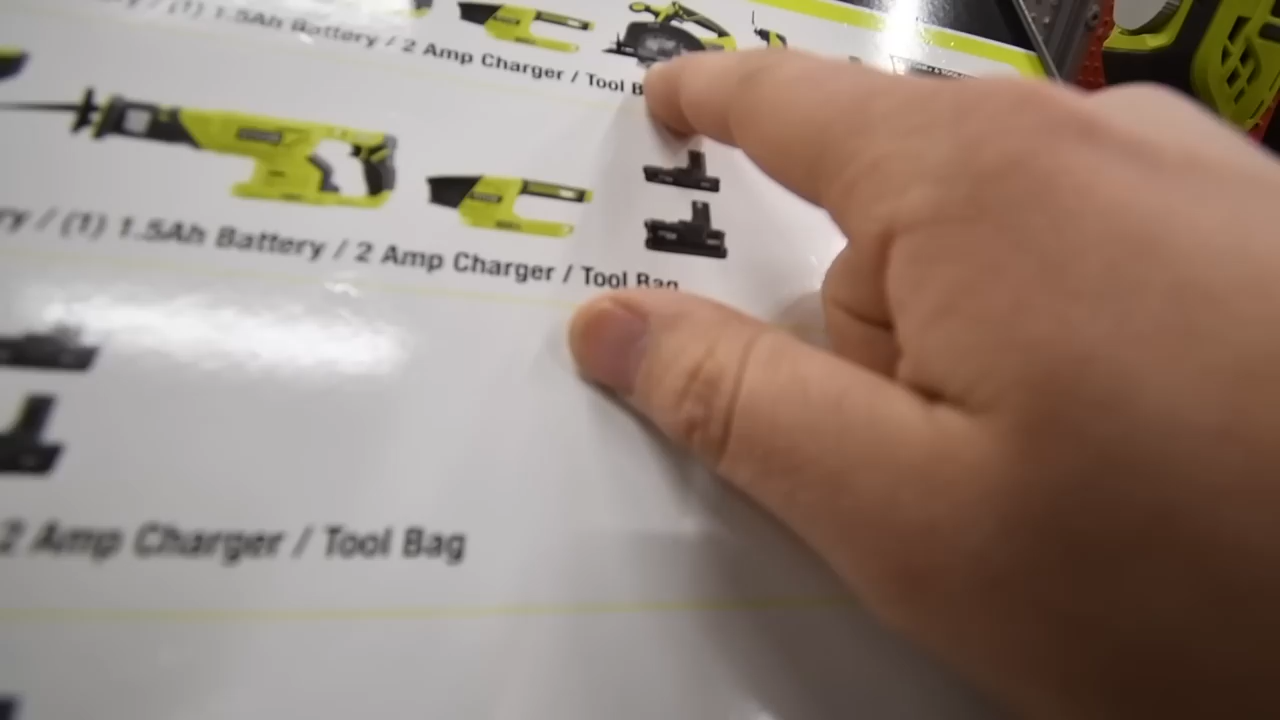 / (1) 1.5Ah Battery / 2 Amp Charger / Tool B
ry / (1) 1.5Ah Battery / 2 Amp Charger / Tool Bag
2 Amp Charger / Tool Bag